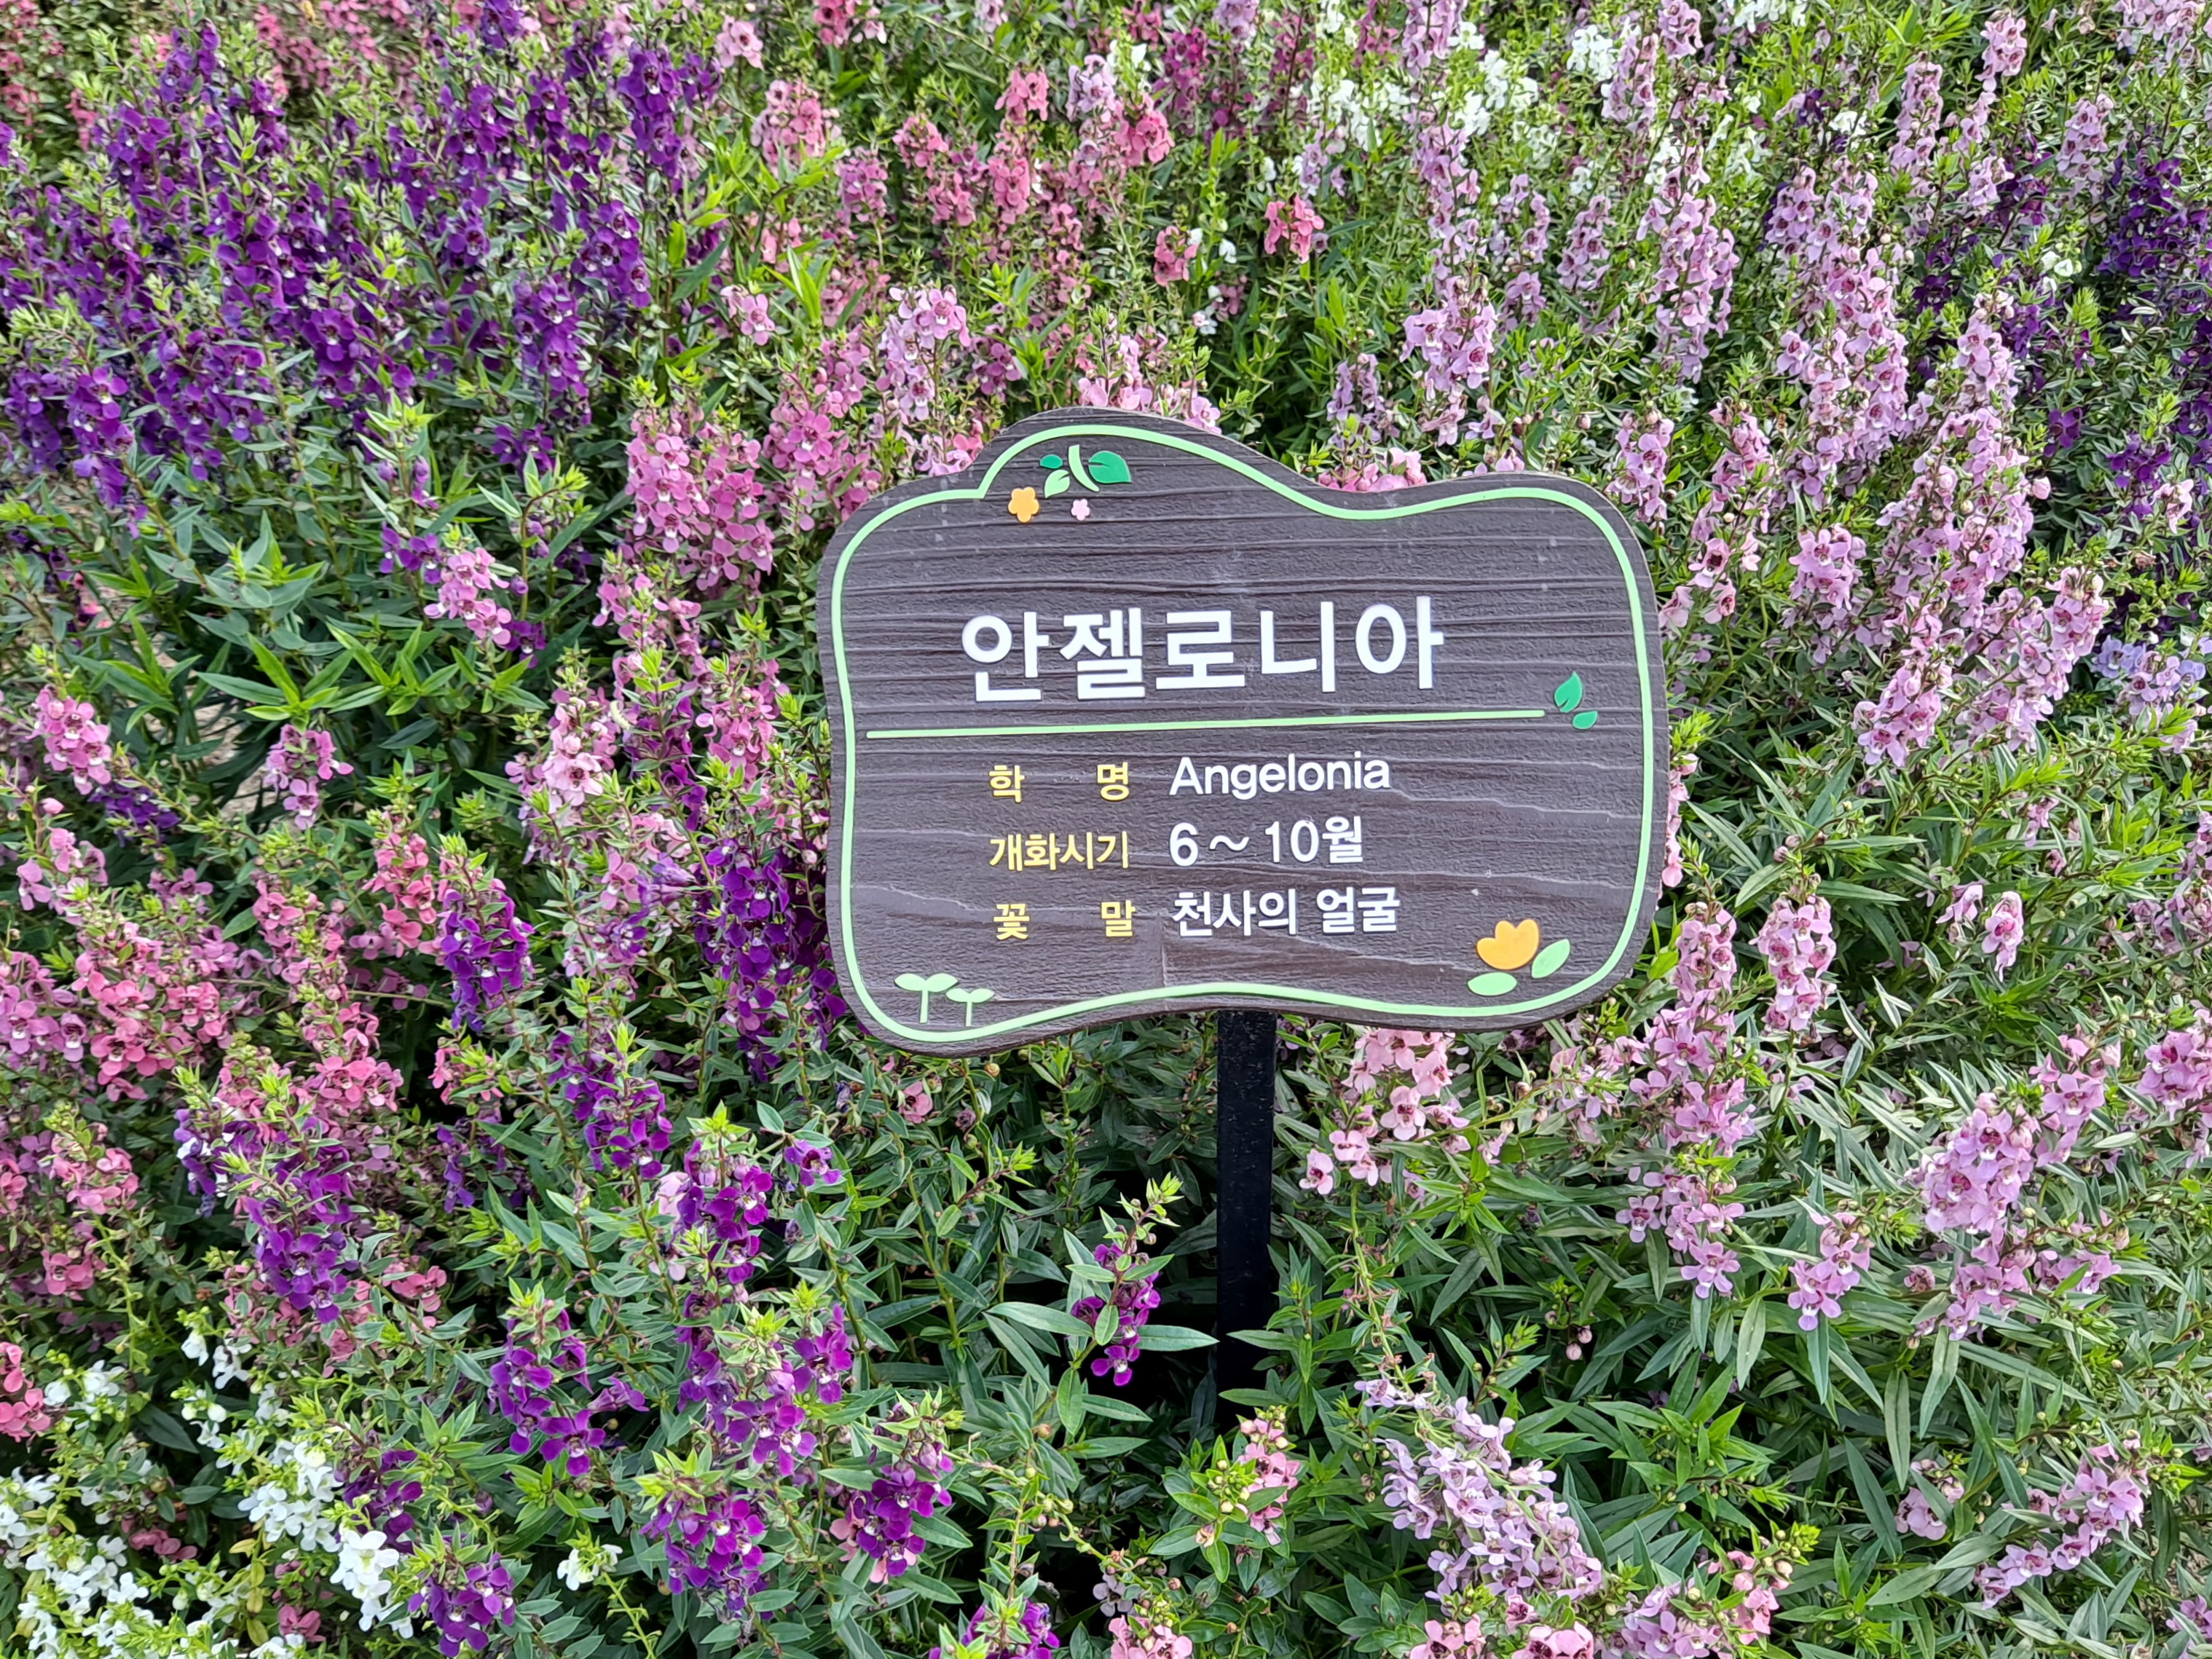 안젤로니아
학 명 Angelonia
개화시기 6~10월
꽃 말 천사의 얼굴